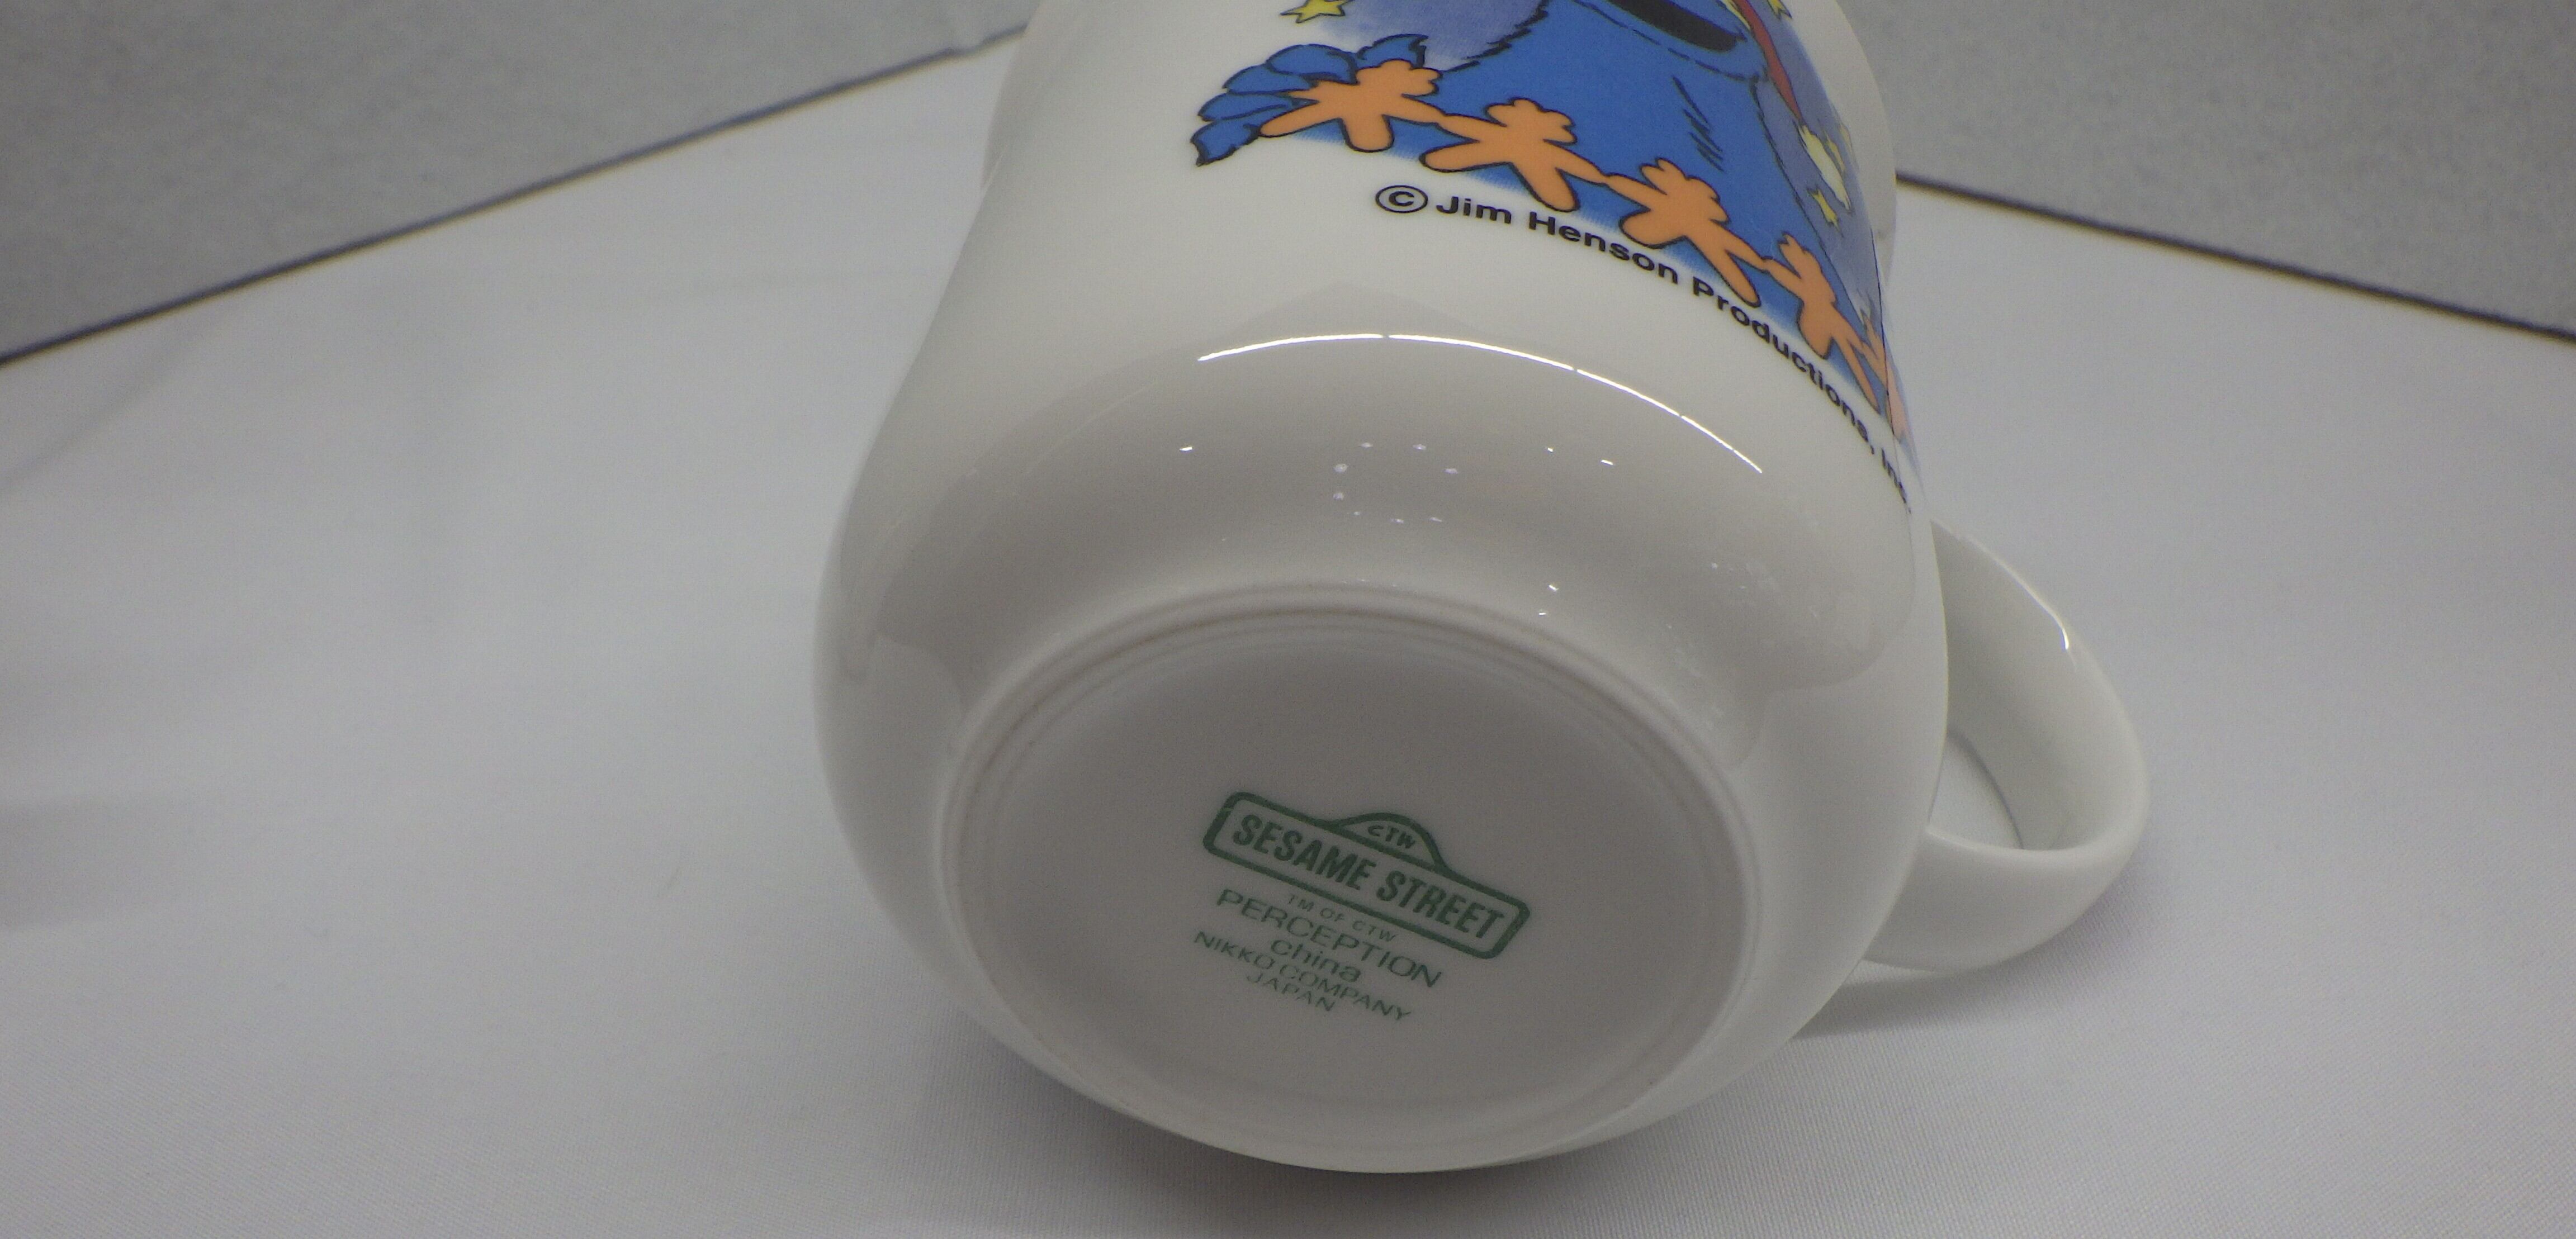 © Jim Henson Productions, Inc.
CTW
SESAME STREET
TM OF CTW
PERCEPTION
china
NIKKO COMPANY
JAPAN